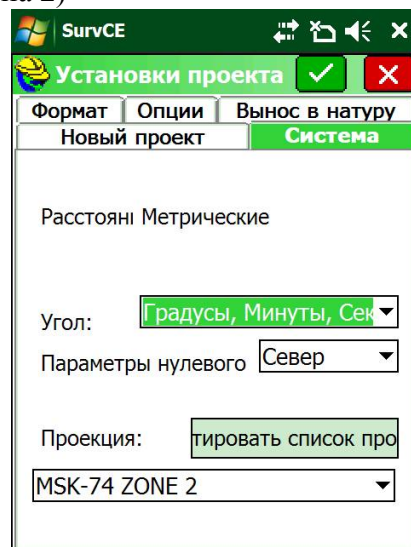 SurvCE
Установки проекта
Формат Опции Вынос в натуру
Новый проект Система
Расстоян Метрические
Угол: Градусы, Минуты, Сек
Параметры нулевого Север
Проекция: тировать список про
MSK-74 ZONE 2